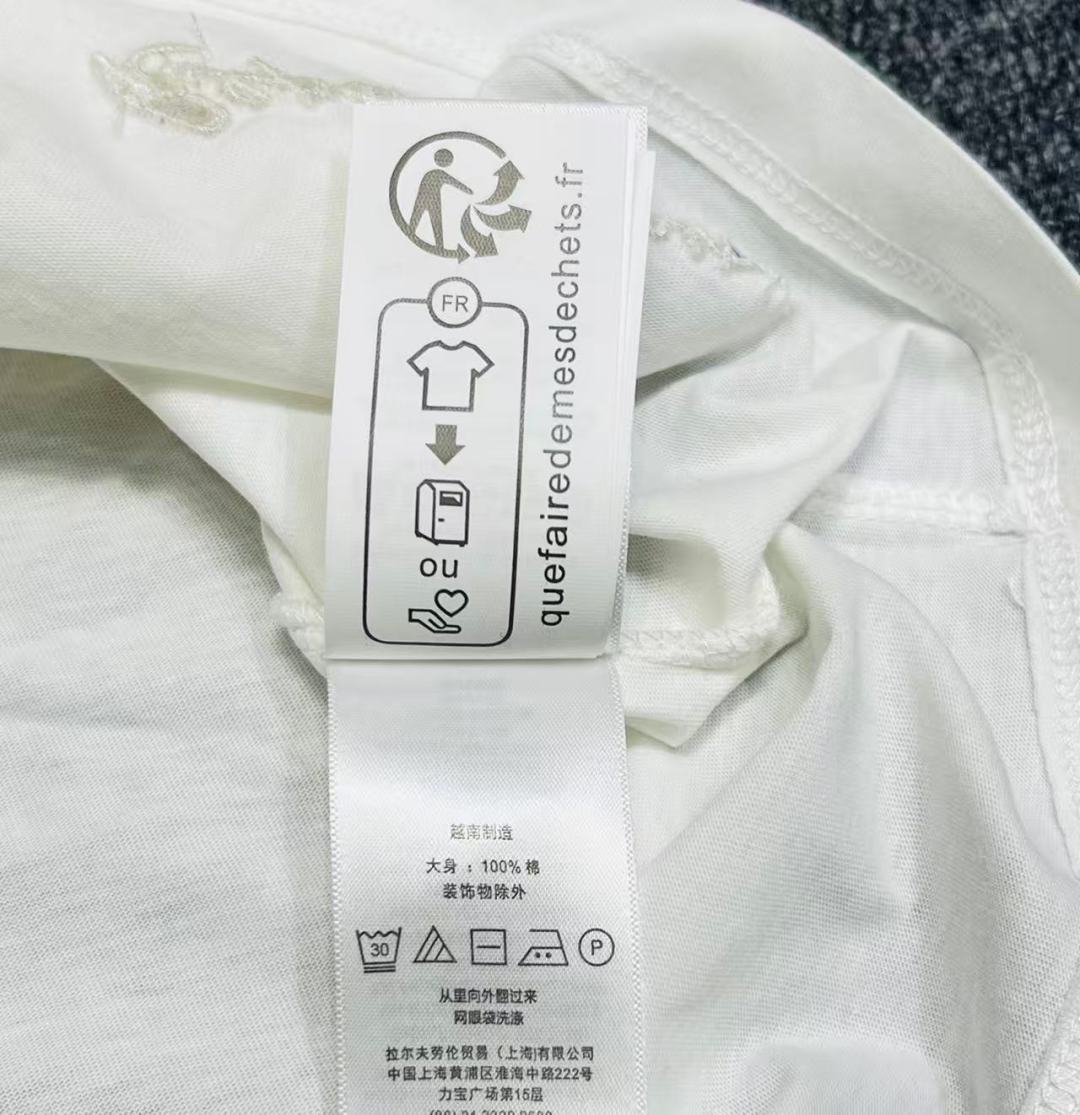 FR
ou
quefairedemesdechets.fr
越南制造
大身：100% 棉
装饰物除外
30
P
从里向外翻过来
网眼袋洗涤
拉尔夫劳伦贸易（上海)有限公司
中国上海黄浦区淮海中路222号
力宝广场第15层